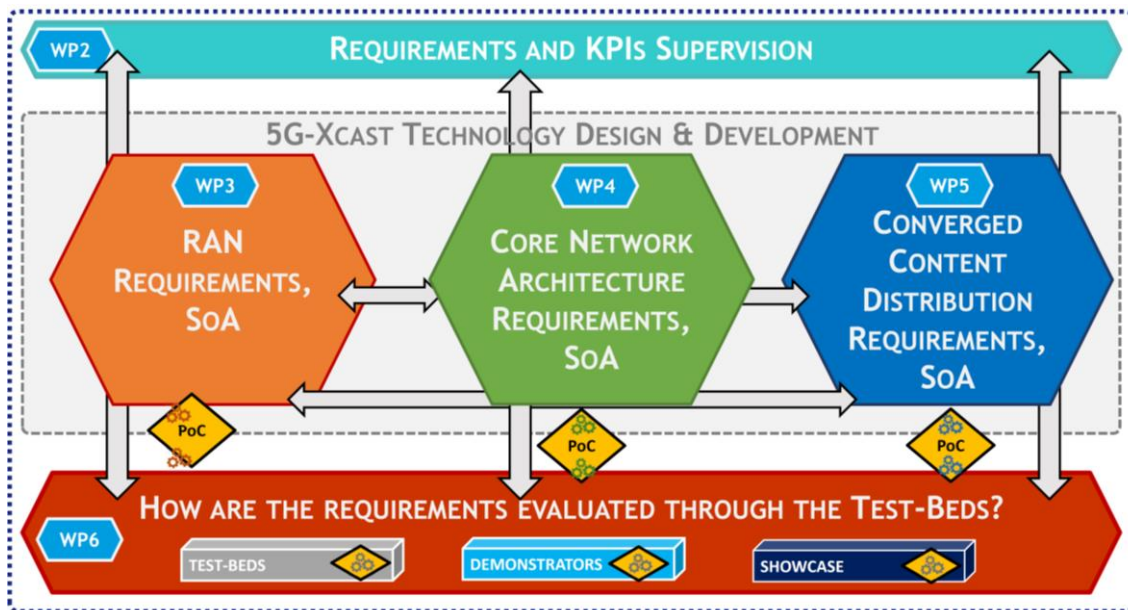 WP2
REQUIREMENTS AND KPIS SUPERVISION
5G-XCAST TECHNOLOGY DESIGN & DEVELOPMENT
WP3
RAN
REQUIREMENTS,
SOA
WP4
CORE NETWORK
ARCHITECTURE
REQUIREMENTS,
SOA
WP5
CONVERGED
CONTENT
DISTRIBUTION
REQUIREMENTS,
SOA
PoC
PoC
PoC
HOW ARE THE REQUIREMENTS EVALUATED THROUGH THE TEST-BEDS?
WP6
TEST-BEDS
DEMONSTRATORS
SHOWCASE